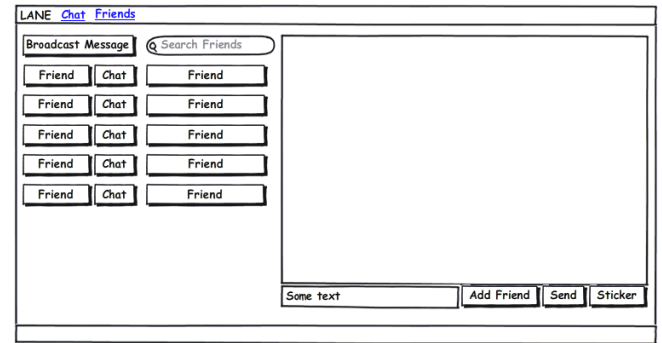 LANE Chat Friends
Broadcast Message Search Friends
Friend Chat Friend
Friend Chat Friend
Friend Chat Friend
Friend Chat Friend
Friend Chat Friend
Some text Add Friend Send Sticker